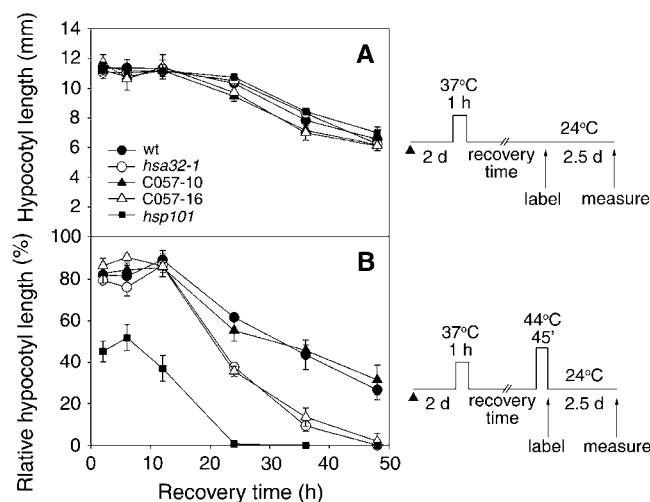 A
Hypocotyl length (mm)
14
12
10
8
6
4
2
wt
hsa32-1
C057-10
C057-16
hsp101
37°C
1 h
24°C
2 d
recovery
time
2.5 d
label
measure
B
Rlative hypocotyl length (%)
100
80
60
40
20
0
0
10
20
30
40
50
Recovery time (h)
37°C
1 h
44°C
45'
24°C
2 d
recovery
time
2.5 d
label
measure